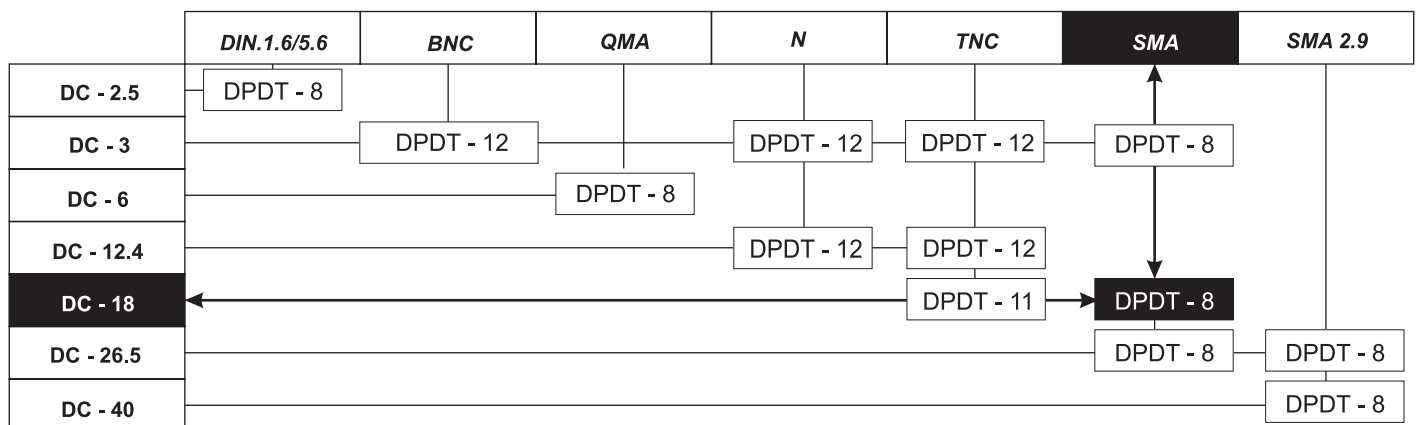 DIN.1.6/5.6 BNC QMA N TNC SMA SMA 2.9
DC - 2.5 DPDT - 8
DC - 3 DPDT - 12 DPDT - 12 DPDT - 12 DPDT - 8
DC - 6 DPDT - 8
DC - 12.4 DPDT - 12 DPDT - 12
DC - 18 DPDT - 11 DPDT - 8
DC - 26.5 DPDT - 8 DPDT - 8
DC - 40 DPDT - 8